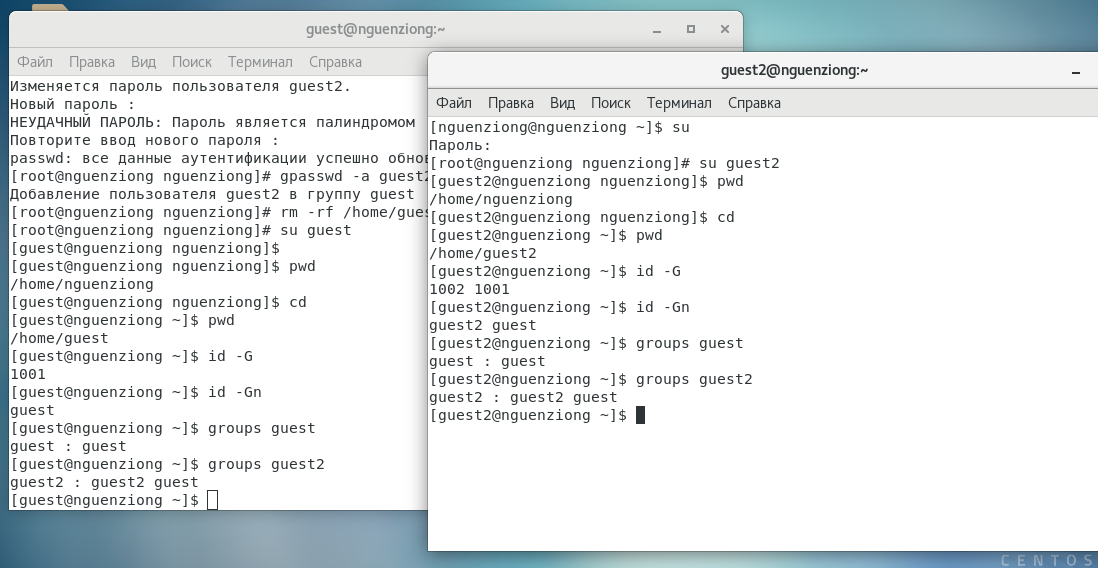 guest@nguenziong:~
Файл Правка Вид Поиск Терминал Справка
Изменяется пароль пользователя guest2.
Новый пароль :
НЕУДАЧНЫЙ ПАРОЛЬ: Пароль является палиндромом
Повторите ввод нового пароля :
passwd: все данные аутентификации успешно обнов
[root@nguenziong nguenziong]# gpasswd -a guest2
Добавление пользователя guest2 в группу guest
[root@nguenziong nguenziong]# rm -rf /home/gues
[root@nguenziong nguenziong]# su guest
[guest@nguenziong nguenziong]$
[guest@nguenziong nguenziong]$ pwd
/home/nguenziong
[guest@nguenziong nguenziong]$ cd
[guest@nguenziong ~]$ pwd
/home/guest
[guest@nguenziong ~]$ id -G
1001
[guest@nguenziong ~]$ id -Gn
guest
[guest@nguenziong ~]$ groups guest
guest : guest
[guest@nguenziong ~]$ groups guest2
guest2 : guest2 guest
[guest@nguenziong ~]$
guest2@nguenziong:~
Файл Правка Вид Поиск Терминал Справка
[nguenziong@nguenziong ~]$ su
Пароль:
[root@nguenziong nguenziong]# su guest2
[guest2@nguenziong nguenziong]$ pwd
/home/nguenziong
[guest2@nguenziong nguenziong]$ cd
[guest2@nguenziong ~]$ pwd
/home/guest2
[guest2@nguenziong ~]$ id -G
1002 1001
[guest2@nguenziong ~]$ id -Gn
guest2 guest
[guest2@nguenziong ~]$ groups guest
guest : guest
[guest2@nguenziong ~]$ groups guest2
guest2 : guest2 guest
[guest2@nguenziong ~]$
CENTOS